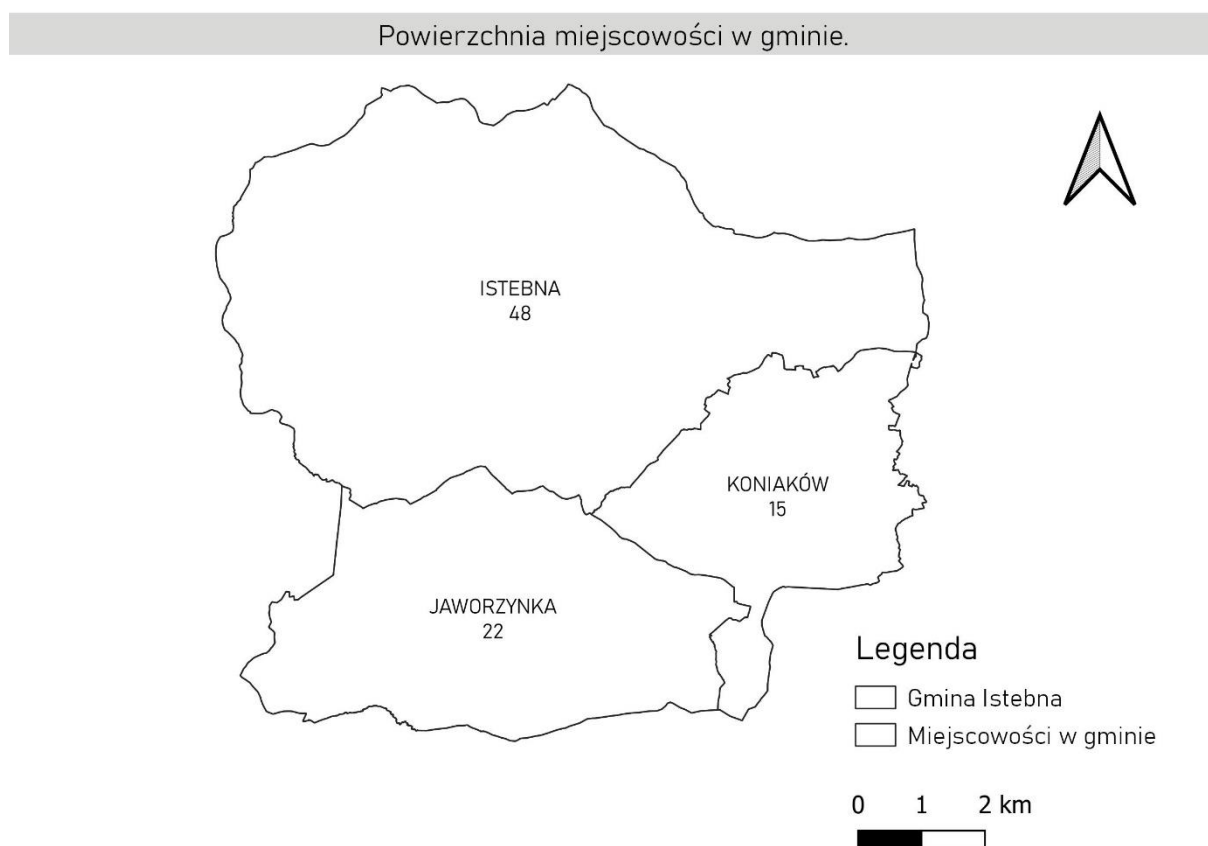 Powierzchnia miejscowości w gminie.
ISTEBNA
48
KONIAKÓW
15
JAWORZYNKA
22
Legenda
Gmina Istebna
Miejscowości w gminie
0 1 2 km